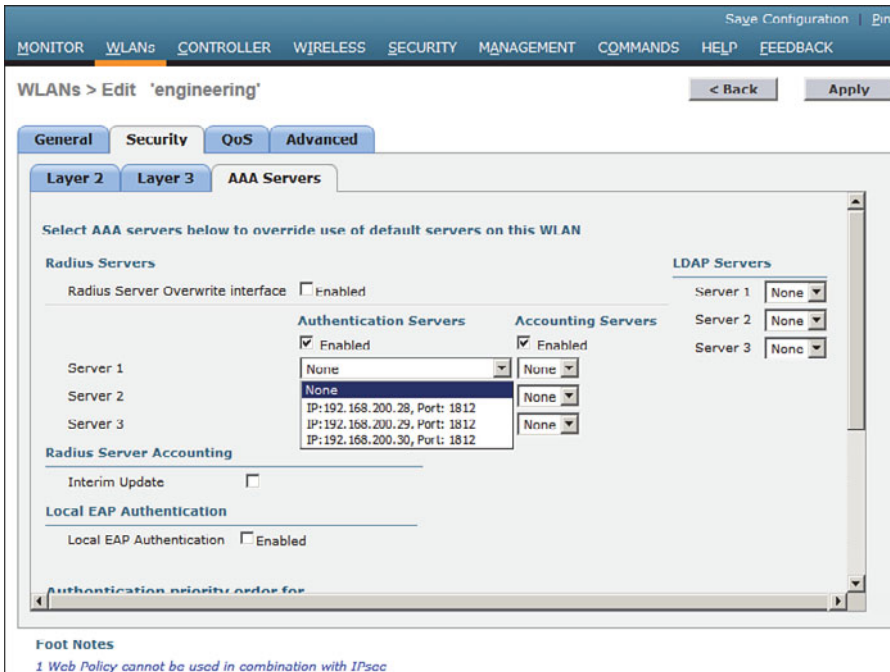 Save Configuration | Pin
MONITOR WLANs CONTROLLER WIRELESS SECURITY MANAGEMENT COMMANDS HELP FEEDBACK
WLANs > Edit 'engineering'
< Back
Apply
General Security QoS Advanced
Layer 2 Layer 3 AAA Servers
Select AAA servers below to override use of default servers on this WLAN
Radius Servers
LDAP Servers
Radius Server Overwrite interface Enabled
Server 1 None
Authentication Servers Accounting Servers
Server 2 None
Enabled Enabled
Server 3 None
Server 1 None None
None
Server 2 None
IP:192.168.200.28, Port: 1812
IP:192.168.200.29, Port: 1812
Server 3 None
IP:192.168.200.30, Port: 1812
Radius Server Accounting
Interim Update
Local EAP Authentication
Local EAP Authentication Enabled
Authentication priority order for
Foot Notes
1 Web Policy cannot be used in combination with IPsec